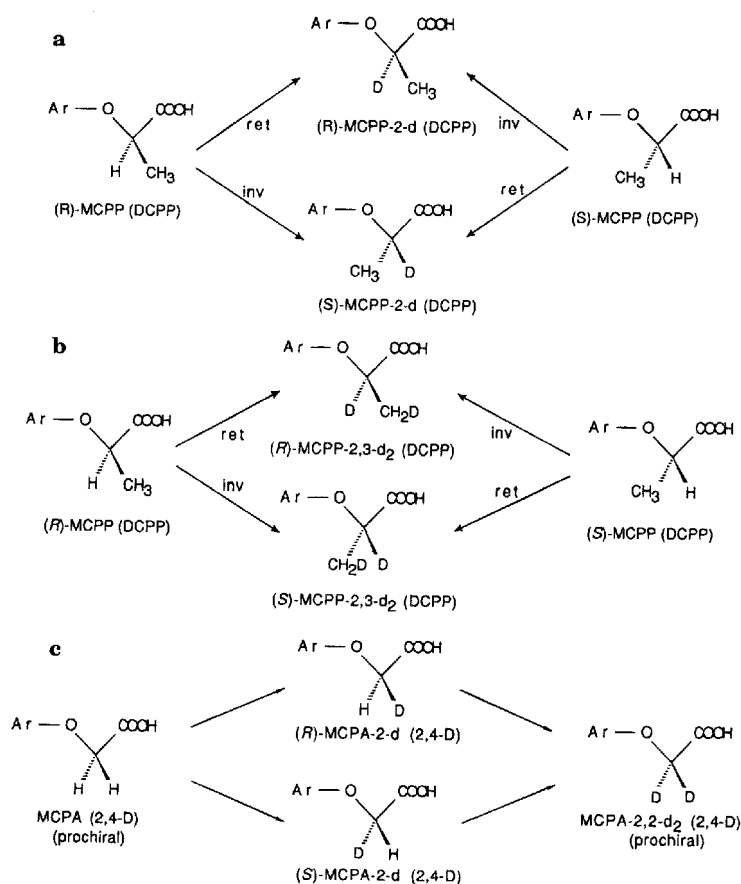 a
Ar — O COOH
D CH₃
(R)-MCPP-2-d (DCPP)
Ar — O COOH
H CH₃
(R)-MCPP (DCPP)
ret
inv
inv
ret
Ar — O COOH
CH₃ H
(S)-MCPP (DCPP)
Ar — O COOH
CH₃ D
(S)-MCPP-2-d (DCPP)
b
Ar — O COOH
D CH₂D
(R)-MCPP-2,3-d₂ (DCPP)
Ar — O COOH
H CH₃
(R)-MCPP (DCPP)
ret
inv
inv
ret
Ar — O COOH
CH₃ H
(S)-MCPP (DCPP)
Ar — O COOH
CH₂D D
(S)-MCPP-2,3-d₂ (DCPP)
c
Ar — O COOH
H D
(R)-MCPA-2-d (2,4-D)
Ar — O COOH
H H
MCPA (2,4-D)
(prochiral)
Ar — O COOH
D D
MCPA-2,2-d₂ (2,4-D)
(prochiral)
Ar — O COOH
D H
(S)-MCPA-2-d (2,4-D)